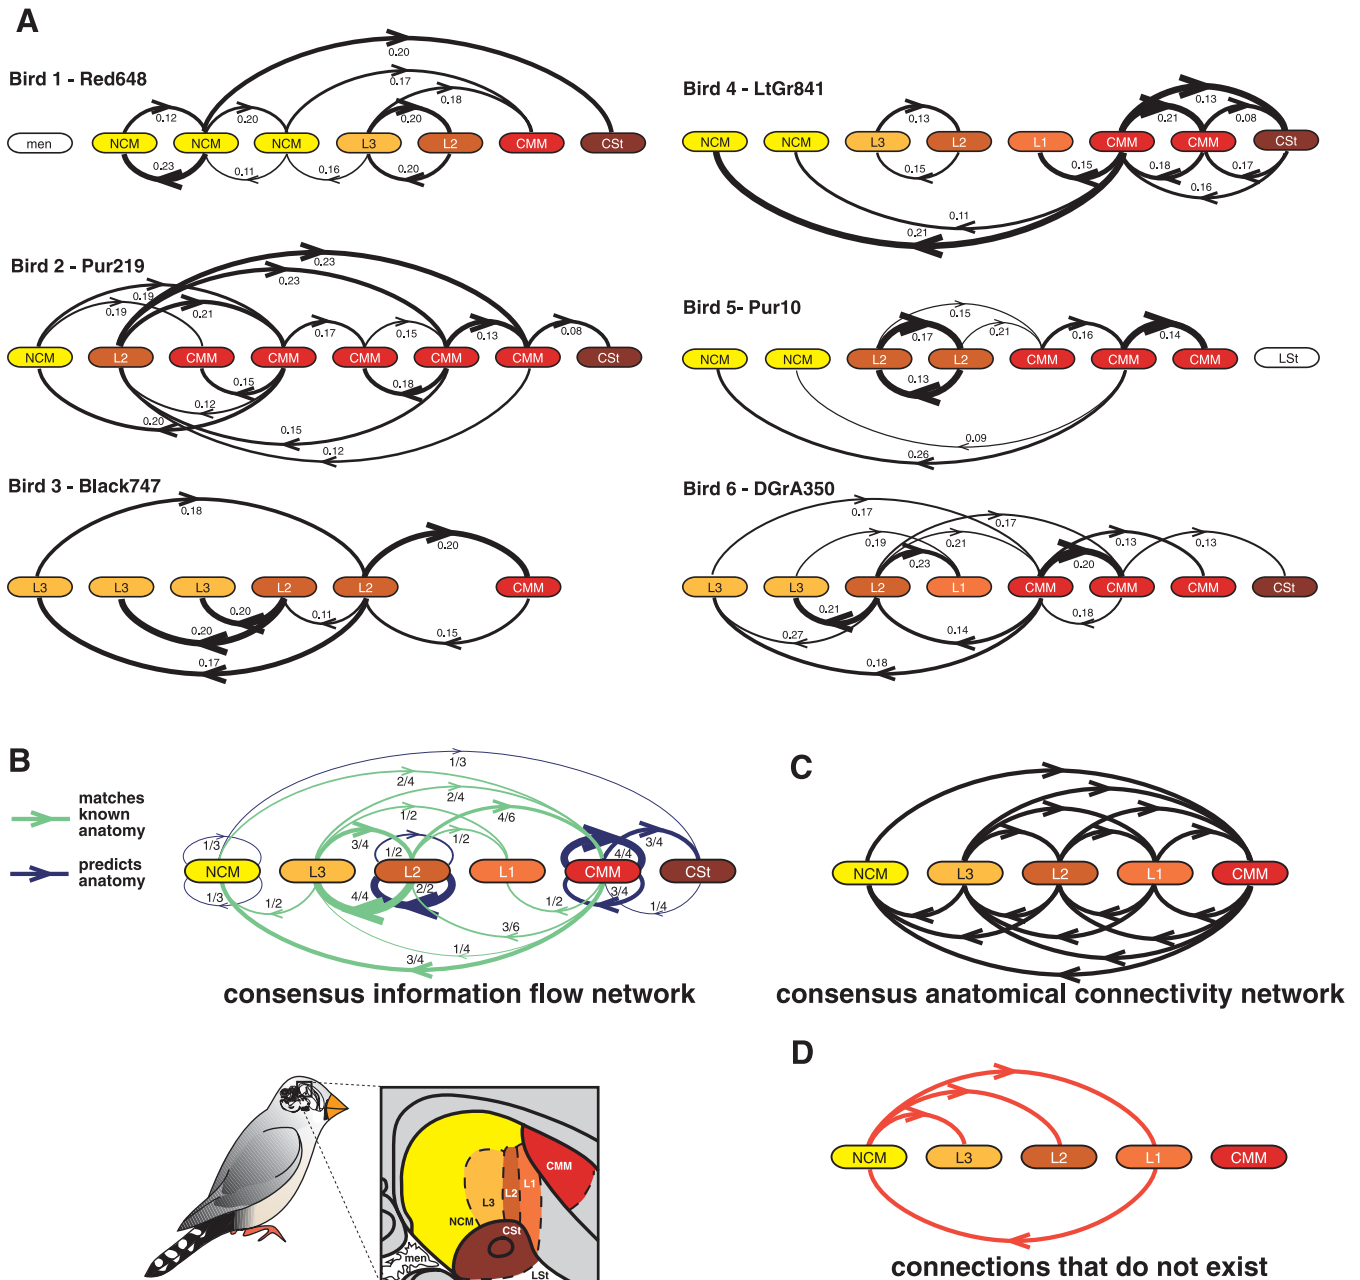 A
Bird 1 - Red648
0.20
0.17
0.18
0.12
0.20
0.20
men
NCM
NCM
NCM
L3
L2
CMM
CSt
0.23
0.11
0.16
0.20
Bird 4 - LtGr841
0.13
0.13
0.21
0.08
NCM
NCM
L3
L2
L1
CMM
CMM
CSt
0.15
0.15
0.18
0.17
0.16
0.11
0.21
Bird 2 - Pur219
0.23
0.23
0.19
0.19
0.21
0.17
0.15
0.13
0.08
NCM
L2
CMM
CMM
CMM
CMM
CMM
CSt
0.15
0.18
0.12
0.20
0.15
0.12
Bird 5- Pur10
0.15
0.17
0.21
0.16
0.14
NCM
NCM
L2
L2
CMM
CMM
CMM
LSt
0.13
0.09
0.26
Bird 3 - Black747
0.18
0.20
L3
L3
L3
L2
L2
CMM
0.20
0.11
0.20
0.15
0.17
Bird 6 - DGrA350
0.17
0.17
0.19
0.21
0.13
0.13
0.23
0.20
L3
L3
L2
L1
CMM
CMM
CMM
CSt
0.21
0.18
0.27
0.14
0.18
B
matches
known
anatomy
predicts
anatomy
1/3
2/4
2/4
1/2
4/6
1/3
3/4
1/2
1/2
4/4
3/4
NCM
L3
L2
L1
CMM
CSt
1/3
1/2
4/4
2/2
1/2
3/4
1/4
3/6
1/4
3/4
consensus information flow network
C
NCM
L3
L2
L1
CMM
consensus anatomical connectivity network
D
NCM
L3
L2
L1
CMM
connections that do not exist
CMM
L3
L2
L1
NCM
CSt
men
LSt